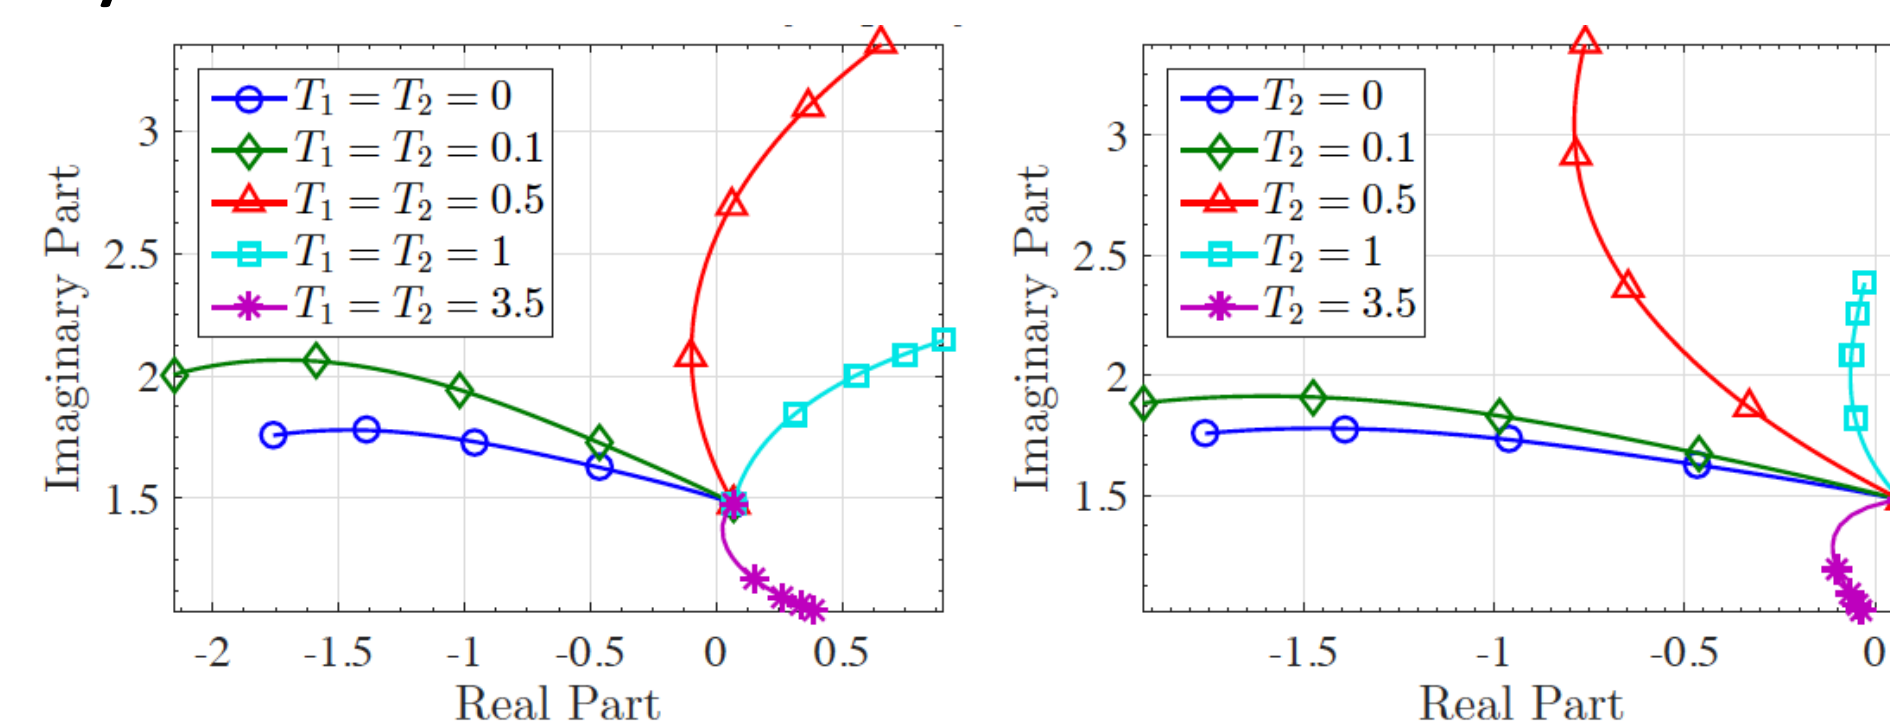 T₁ = T₂ = 0
T₁ = T₂ = 0.1
T₁ = T₂ = 0.5
T₁ = T₂ = 1
T₁ = T₂ = 3.5
3
2.5
2
1.5
-2 -1.5 -1 -0.5 0 0.5
Imaginary Part
Real Part
T₂ = 0
T₂ = 0.1
T₂ = 0.5
T₂ = 1
T₂ = 3.5
3
2.5
2
1.5
-1.5 -1 -0.5 0
Imaginary Part
Real Part